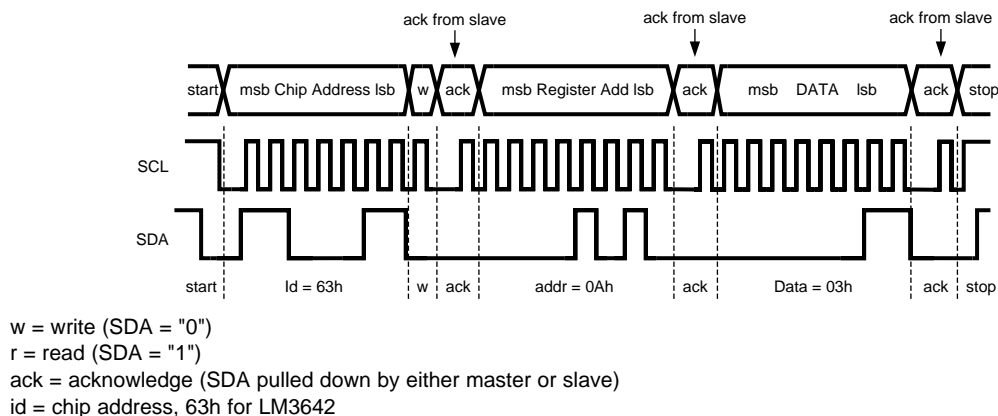 ack from slave ack from slave ack from slave
start msb Chip Address lsb w ack msb Register Add lsb ack msb DATA lsb ack stop
SCL
SDA
start Id = 63h w ack addr = 0Ah ack Data = 03h ack stop
w = write (SDA = "0")
r = read (SDA = "1")
ack = acknowledge (SDA pulled down by either master or slave)
id = chip address, 63h for LM3642